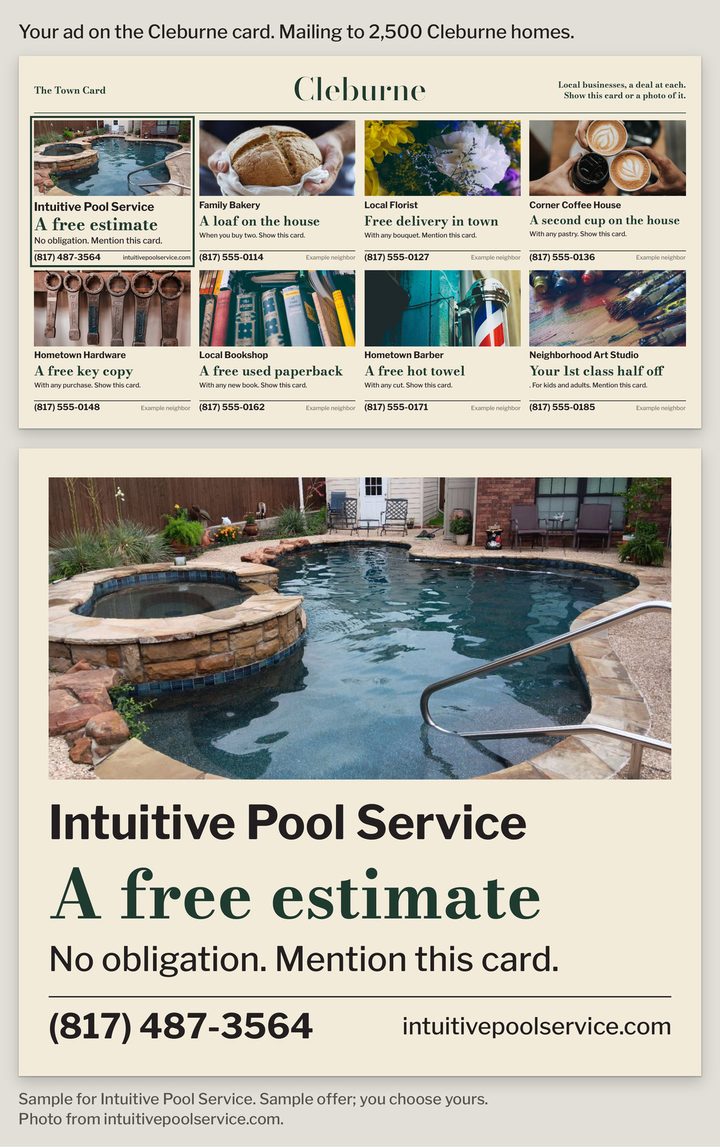 Your ad on the Cleburne card. Mailing to 2,500 Cleburne homes.
The Town Card
Cleburne
Local businesses, a deal at each.
Show this card or a photo of it.
Intuitive Pool Service
A free estimate
No obligation. Mention this card.
(817) 487-3564
intuitivepoolservice.com
Family Bakery
A loaf on the house
When you buy two. Show this card.
(817) 555-0114
Example neighbor
Local Florist
Free delivery in town
With any bouquet. Mention this card.
(817) 555-0127
Example neighbor
Corner Coffee House
A second cup on the house
With any pastry. Show this card.
(817) 555-0136
Example neighbor
Hometown Hardware
A free key copy
With any purchase. Show this card.
(817) 555-0148
Example neighbor
Local Bookshop
A free used paperback
With any new book. Show this card.
(817) 555-0162
Example neighbor
Hometown Barber
A free hot towel
With any cut. Show this card.
(817) 555-0171
Example neighbor
Neighborhood Art Studio
Your 1st class half off
. For kids and adults. Mention this card.
(817) 555-0185
Example neighbor
Intuitive Pool Service
A free estimate
No obligation. Mention this card.
(817) 487-3564
intuitivepoolservice.com
Sample for Intuitive Pool Service. Sample offer; you choose yours.
Photo from intuitivepoolservice.com.